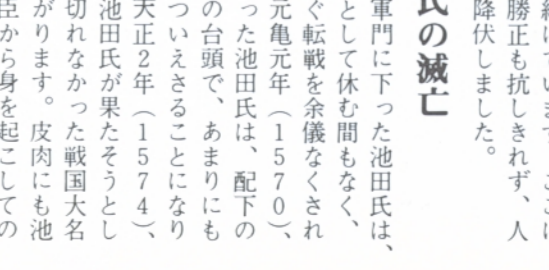 勝正も抗しきれず、人
降伏しました。
氏の滅亡
軍門に下った池田氏は、
として休む間もなく、
ぐ転戦を余儀なくされ
元亀元年（1570）、
った池田氏は、配下の
の台頭で、あまりにも
ついえさることになり
天正2年（1574）、
池田氏が果たそうとし
切れなかった戦国大名
がります。皮肉にも池
臣から身を起こしての